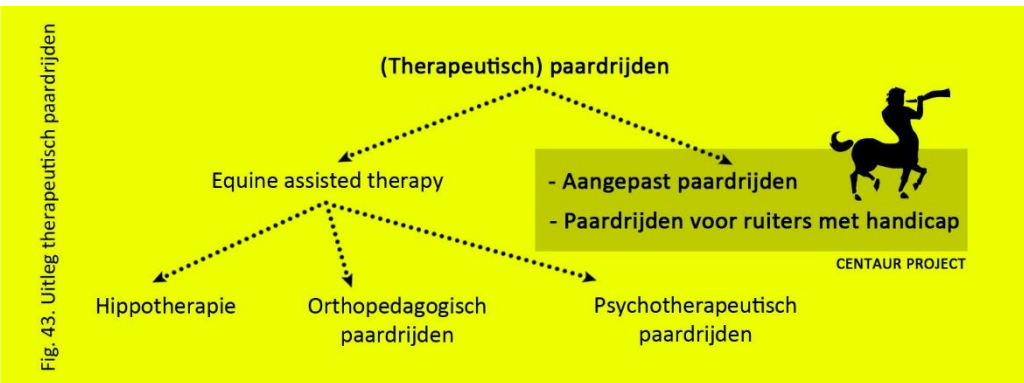 Fig. 43. Uitleg therapeutisch paardrijden
(Therapeutisch) paardrijden
Equine assisted therapy
- Aangepast paardrijden
- Paardrijden voor ruiters met handicap
CENTAUR PROJECT
Hippotherapie
Orthopedagogisch
paardrijden
Psychotherapeutisch
paardrijden